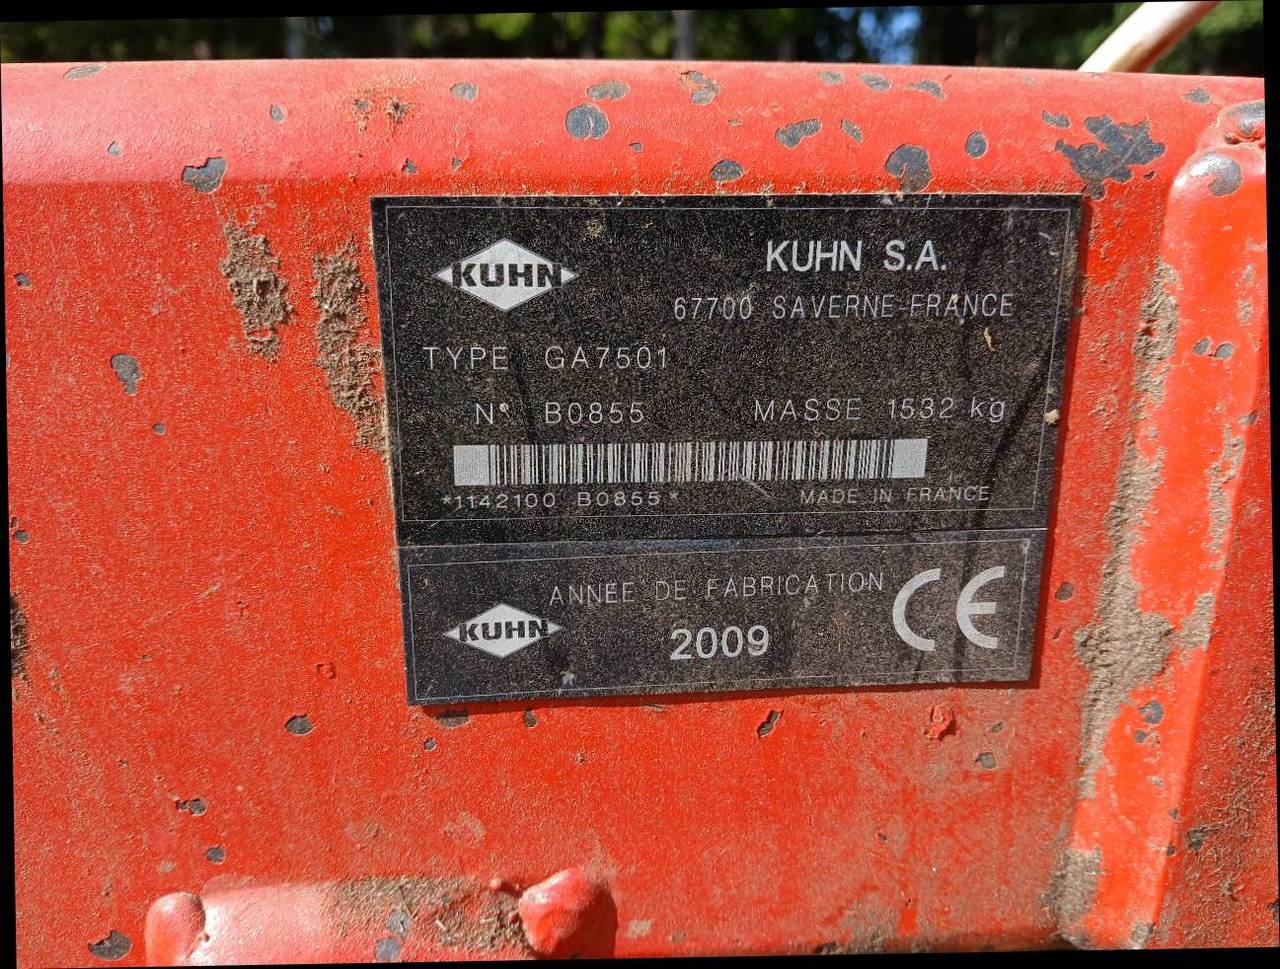 KUHN
KUHN S.A.
67700 SAVERNE-FRANCE
TYPE GA7501
N° B0855 MASSE 1532 kg
*1142100 B0855*
MADE IN FRANCE
ANNÉE DE FABRICATION
KUHN
2009
CE